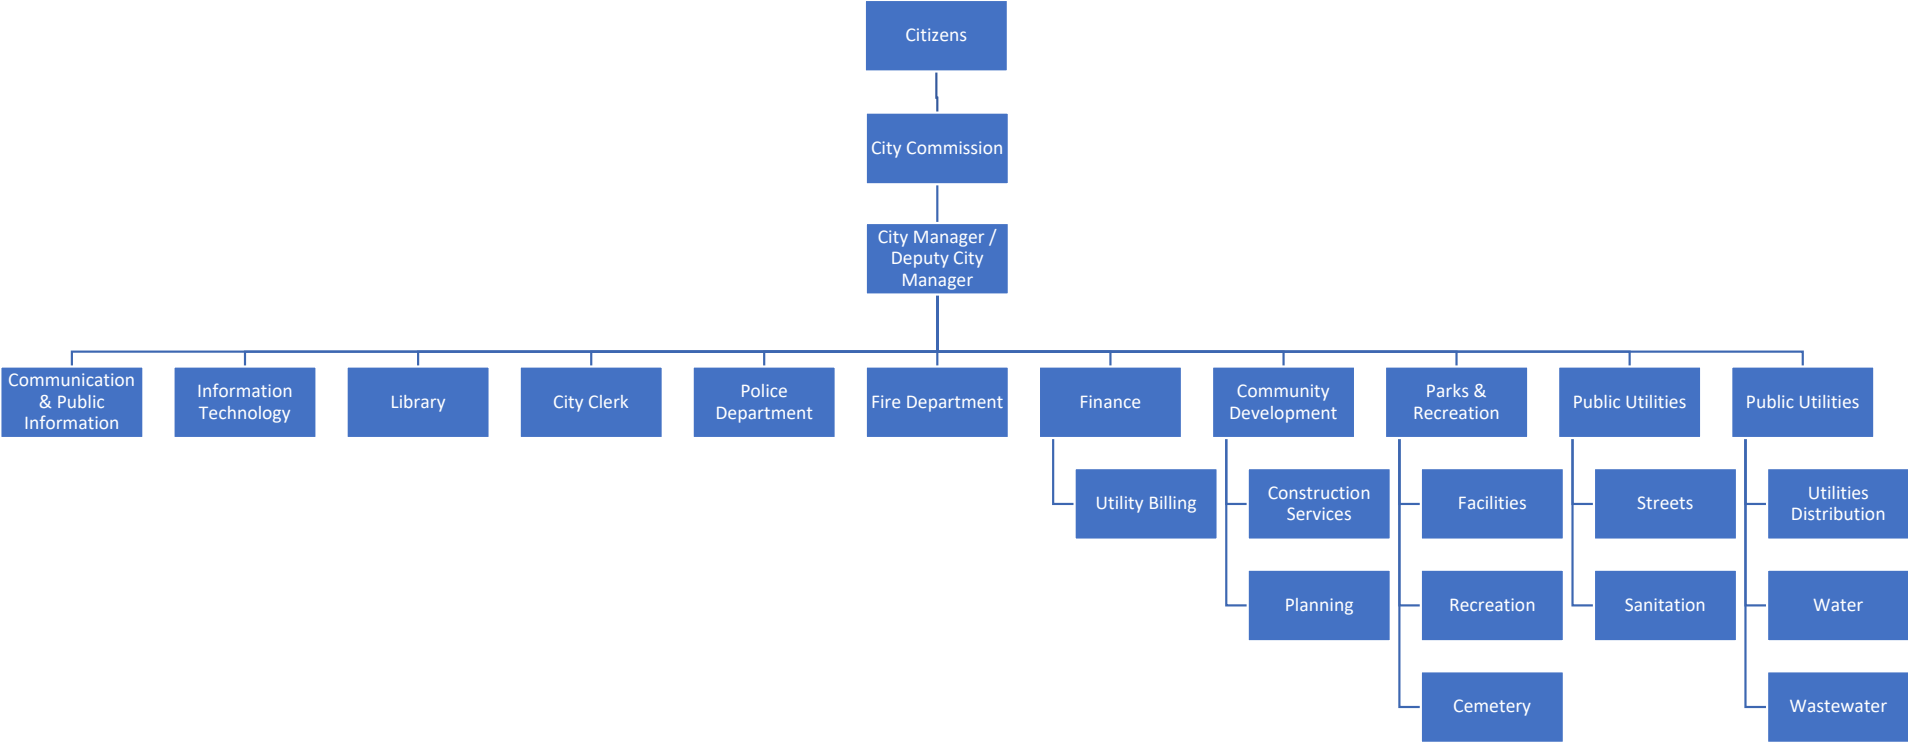 Citizens
City Commission
City Manager /
Deputy City
Manager
Communication
& Public
Information
Information
Technology
Library
City Clerk
Police
Department
Fire Department
Finance
Community
Development
Parks &
Recreation
Public Utilities
Public Utilities
Utility Billing
Construction
Services
Facilities
Streets
Utilities
Distribution
Planning
Recreation
Sanitation
Water
Cemetery
Wastewater